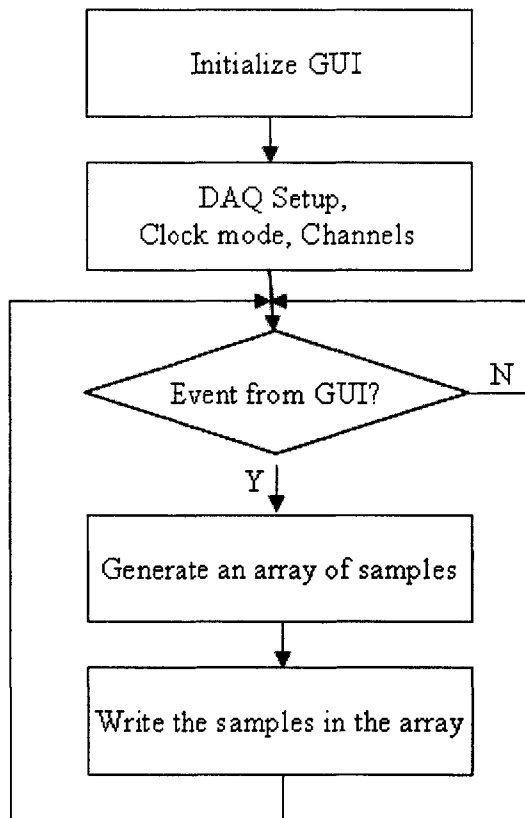 Initialize GUI
DAQ Setup,
Clock mode, Channels
Event from GUI?
N
Y
Generate an array of samples
Write the samples in the array